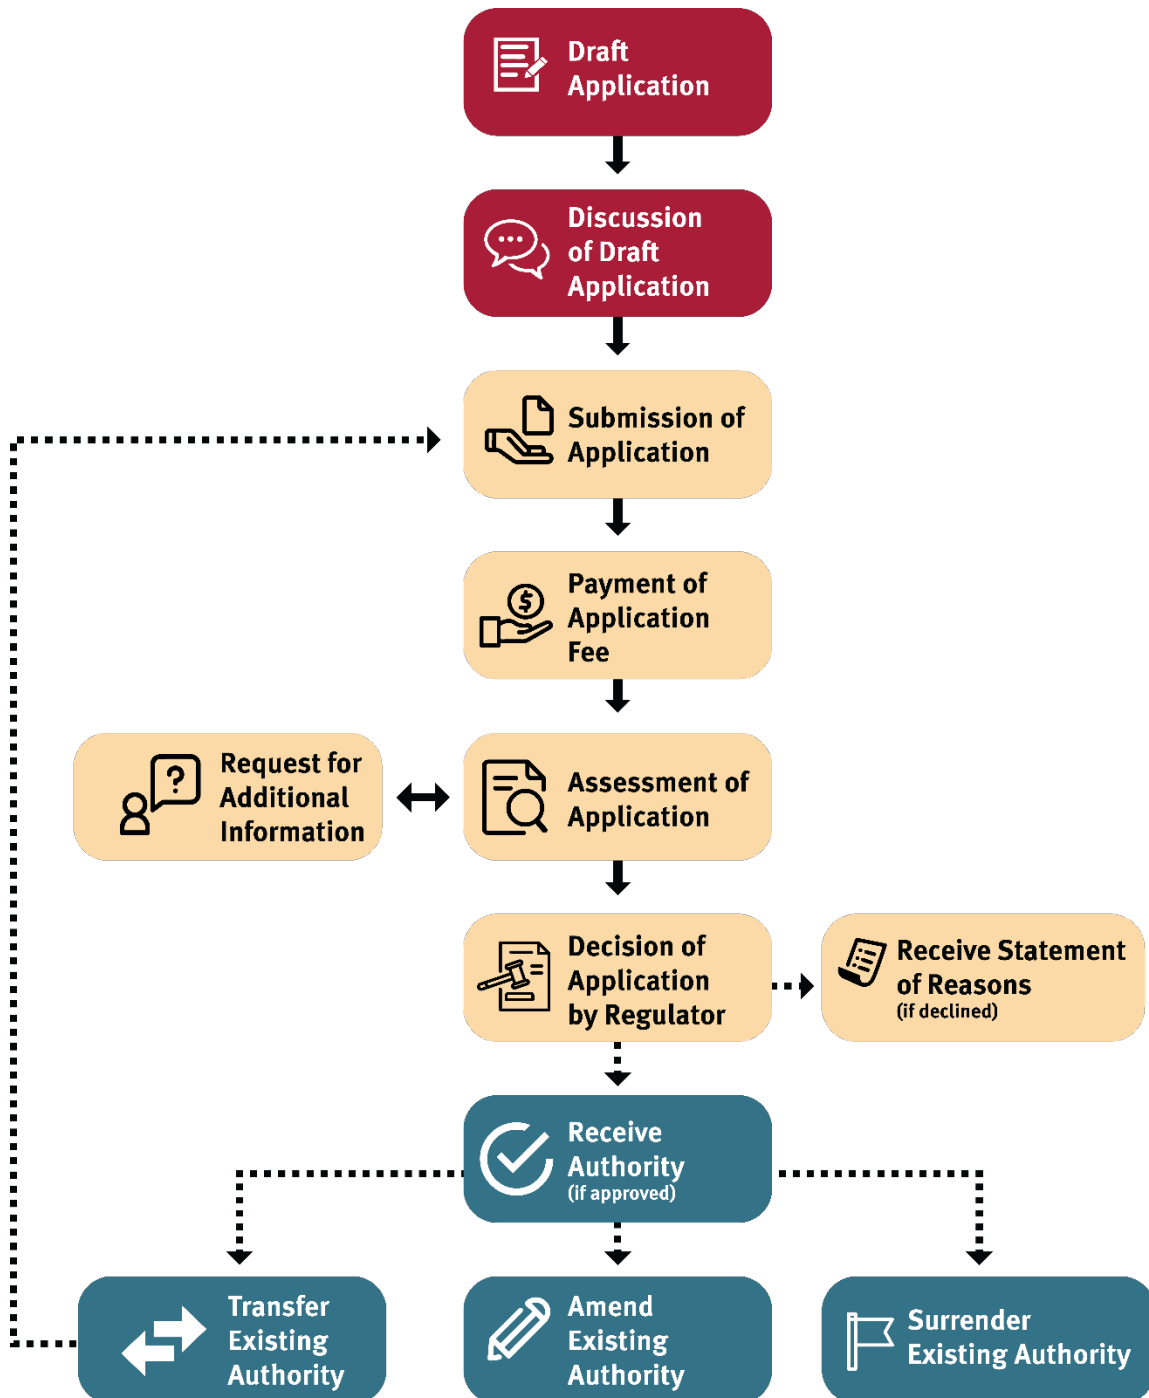 Draft
Application
Discussion
of Draft
Application
Submission of
Application
$
Payment of
Application
Fee
?
Request for
Additional
Information
Assessment of
Application
Decision of
Application
by Regulator
Receive Statement
of Reasons
(if declined)
Receive
Authority
(if approved)
Transfer
Existing
Authority
Amend
Existing
Authority
Surrender
Existing Authority